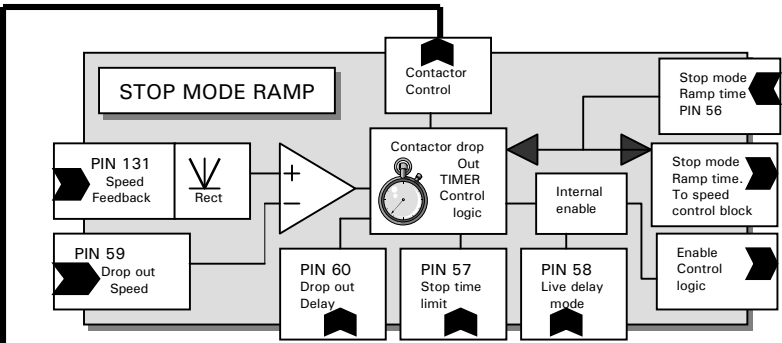 Contactor
Control
STOP MODE RAMP
Stop mode
Ramp time
PIN 56
PIN 131
Speed
Feedback
Rect
+
−
Contactor drop
Out
TIMER
Control
logic
Stop mode
Ramp time.
To speed
control block
Internal
enable
PIN 59
Drop out
Speed
PIN 60
Drop out
Delay
PIN 57
Stop time
limit
PIN 58
Live delay
mode
Enable
Control
logic